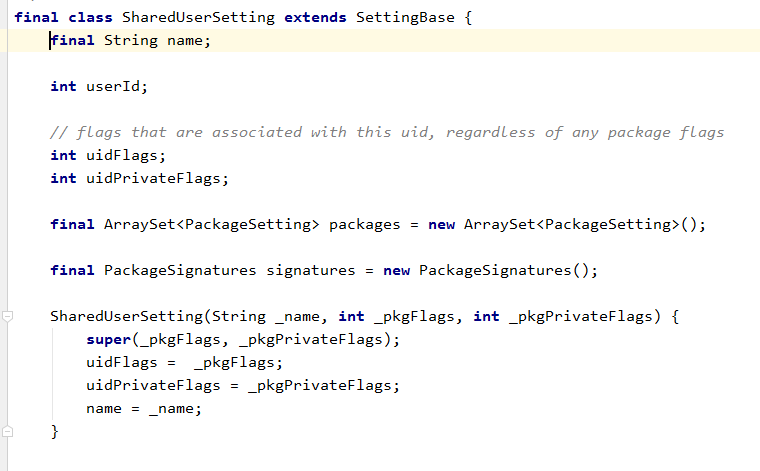 final class SharedUserSetting extends SettingBase {
    final String name;

    int userId;

    // flags that are associated with this uid, regardless of any package flags
    int uidFlags;
    int uidPrivateFlags;

    final ArraySet<PackageSetting> packages = new ArraySet<PackageSetting>();

    final PackageSignatures signatures = new PackageSignatures();

    SharedUserSetting(String _name, int _pkgFlags, int _pkgPrivateFlags) {
        super(_pkgFlags, _pkgPrivateFlags);
        uidFlags =  _pkgFlags;
        uidPrivateFlags = _pkgPrivateFlags;
        name = _name;
    }